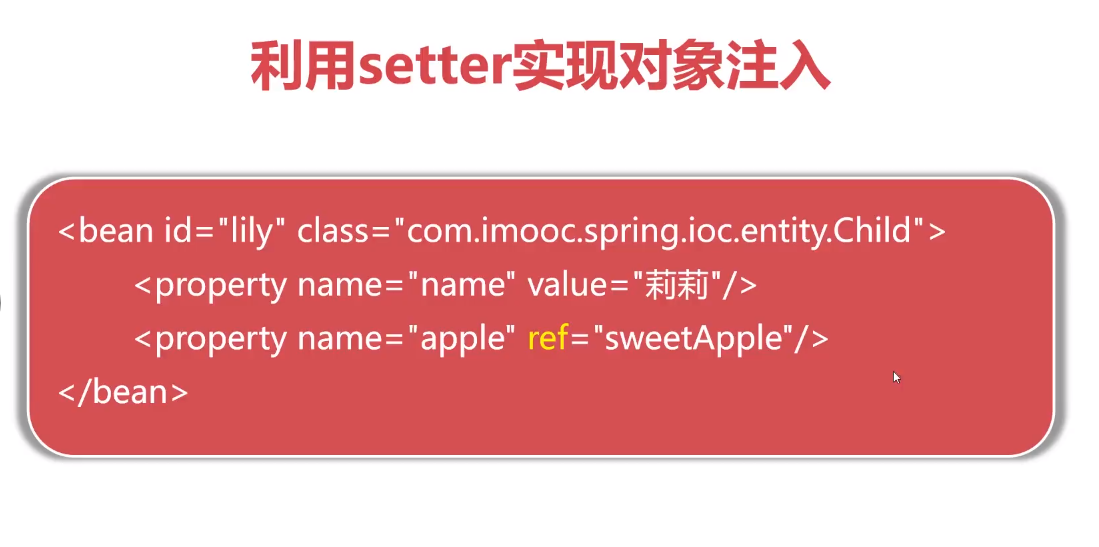 利用setter实现对象注入
<bean id="lily" class="com.imooc.spring.ioc.entity.Child">
<property name="name" value="莉莉"/>
<property name="apple" ref="sweetApple"/>
</bean>